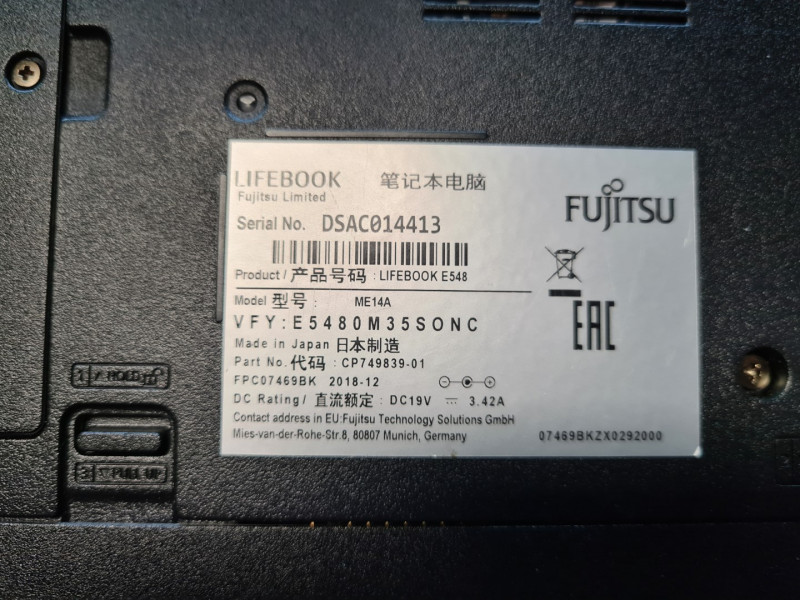 LIFEBOOK 笔记本电脑
Fujitsu Limited
FUJITSU
Serial No. DSAC014413
Product / 产品号码 : LIFEBOOK E548
Model 型号 : ME14A
VFY: E5480M35SONC
EAC
Made in Japan 日本制造
Part No. 代码 : CP749839-01
FPC07469BK 2018-12
DC Rating / 直流额定 : DC19V ⎓ 3.42A
Contact address in EU:Fujitsu Technology Solutions GmbH
Mies-van-der-Rohe-Str.8, 80807 Munich, Germany
07469BKZX0292000
1 HOLD
3 PULL UP